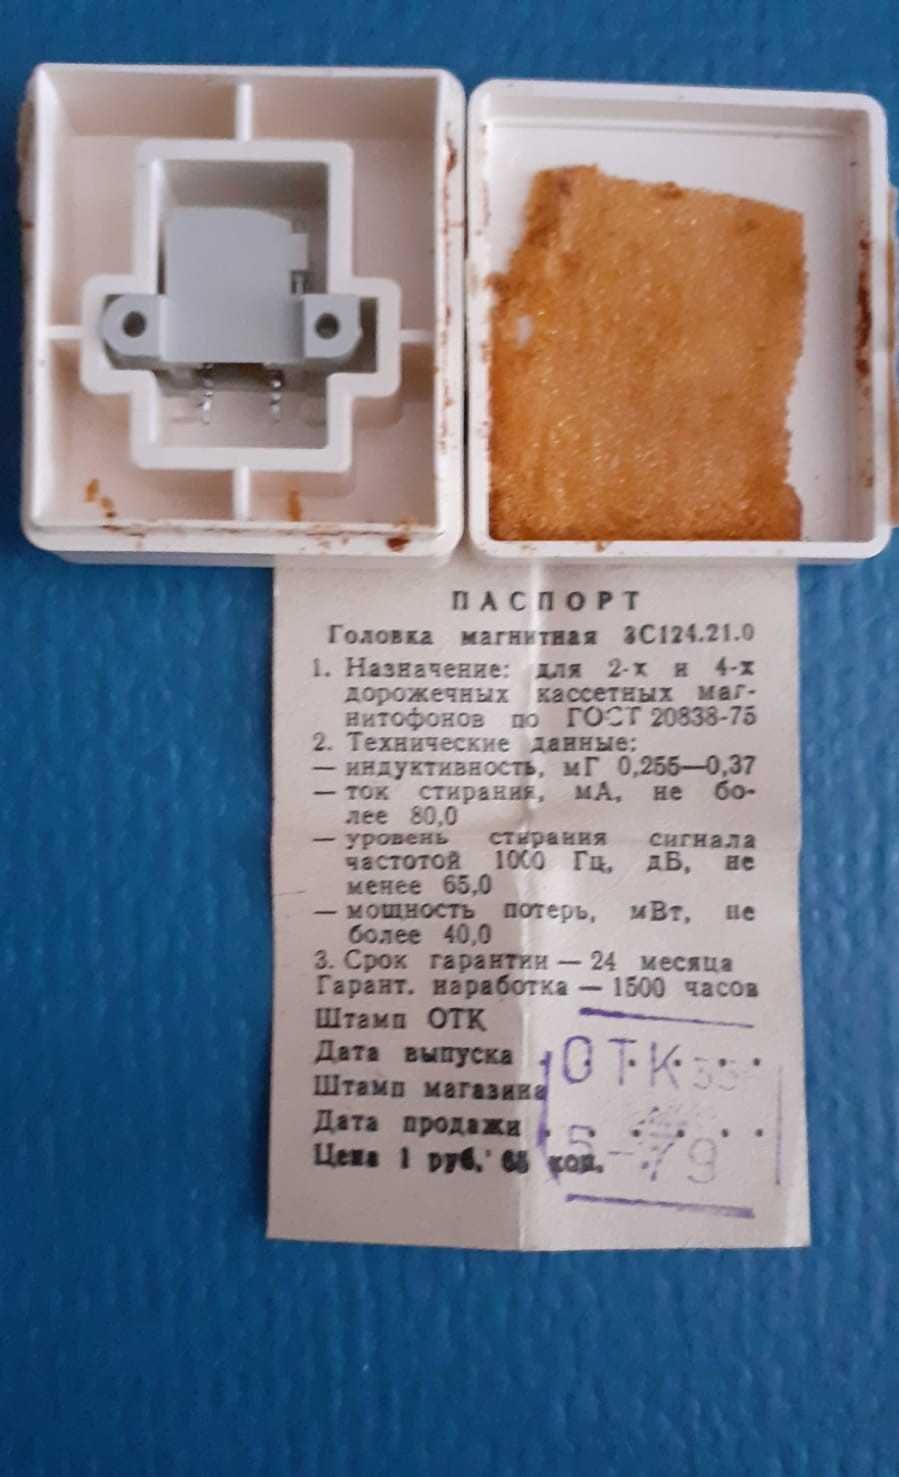 ПАСПОРТ
Головка магнитная 3С124.21.0
1. Назначение: для 2-х и 4-х
дорожечных кассетных маг-
нитофонов по ГОСТ 20838-75
2. Технические данные:
— индуктивность, мГ 0,255—0,37
— ток стирания, мА, не бо-
лее 80,0
— уровень стирания сигнала
частотой 1000 Гц, дБ, не
менее 65,0
— мощность потерь, мВт, не
более 40,0
3. Срок гарантии — 24 месяца
Гарант. наработка — 1500 часов
Штамп ОТК
Дата выпуска
ОТК
Штамп магазина
Дата продажи
Цена 1 руб. 65 коп.
5-79